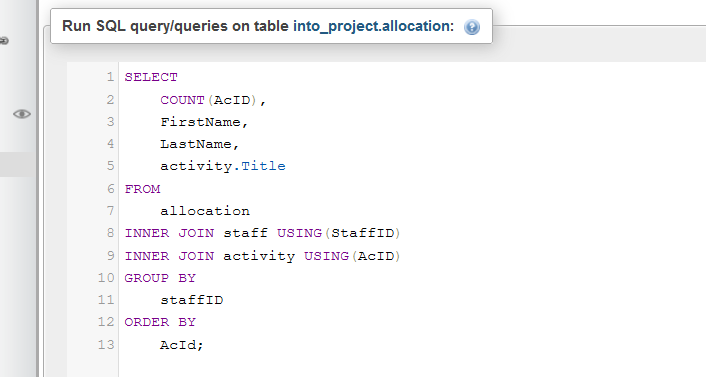 Run SQL query/queries on table into_project.allocation:
1 SELECT
2 COUNT(AcID),
3 FirstName,
4 LastName,
5 activity.Title
6 FROM
7 allocation
8 INNER JOIN staff USING(StaffID)
9 INNER JOIN activity USING(AcID)
10 GROUP BY
11 staffID
12 ORDER BY
13 AcId;